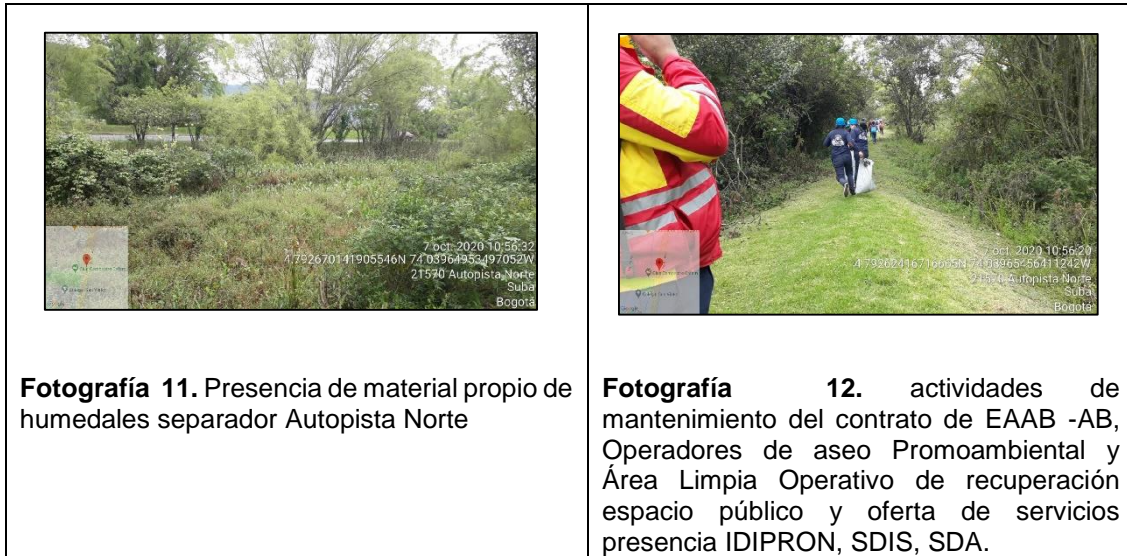 7 oct. 2020 10:56:32
4.792670141905546N 74.03964953497052W
21570 Autopista Norte
Suba
Bogotá
Fotografía 11. Presencia de material propio de
humedales separador Autopista Norte
7 oct. 2020 10:56:20
21570 Autopista Norte
Suba
Bogotá
Fotografía 12. actividades de
mantenimiento del contrato de EAAB -AB,
Operadores de aseo Promoambiental y
Área Limpia Operativo de recuperación
espacio público y oferta de servicios
presencia IDIPRON, SDIS, SDA.